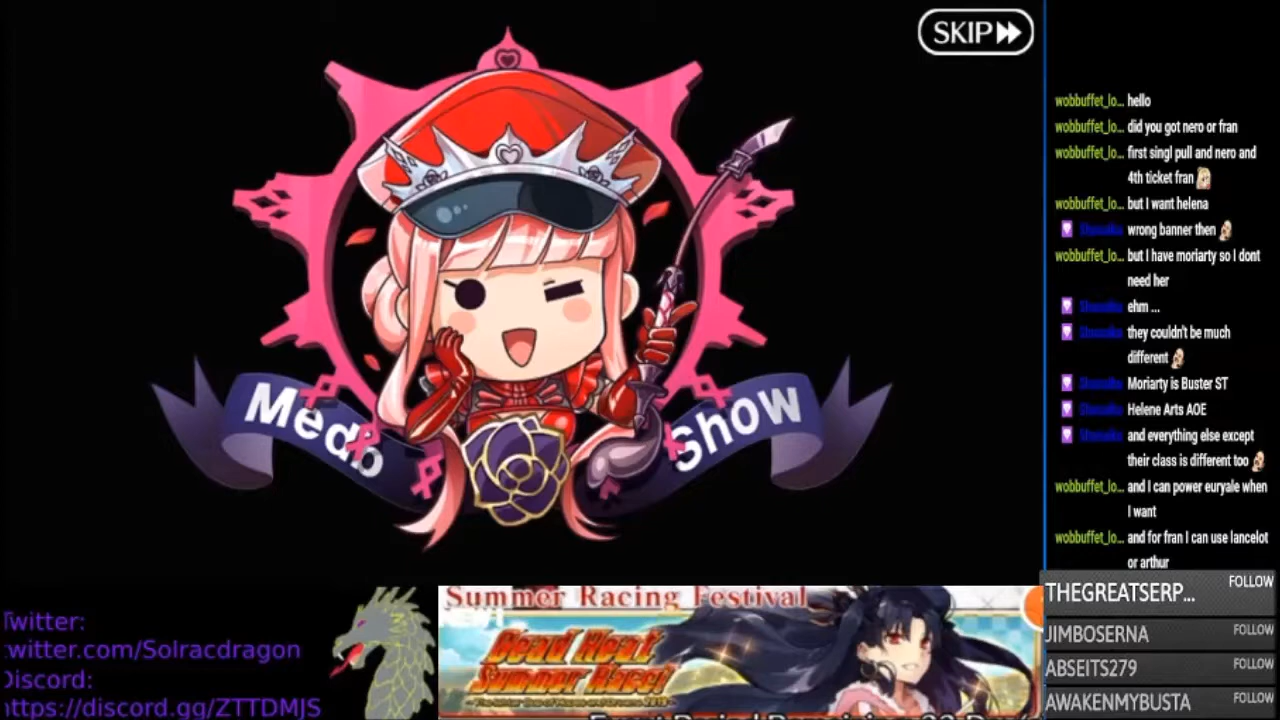 SKIP
Medb
Show
wobbuffet_lo... hello
wobbuffet_lo... did you got nero or fran
wobbuffet_lo... first singl pull and nero and
4th ticket fran
wobbuffet_lo... but I want helena
wrong banner then
wobbuffet_lo... but I have moriarty so I dont
need her
ehm ...
they couldn't be much
different
Moriarty is Buster ST
Helene Arts AOE
and everything else except
their class is different too
wobbuffet_lo... and I can power euryale when
I want
wobbuffet_lo... and for fran I can use lancelot
or arthur
THEGREATSERP... FOLLOW
JIMBOSERNA FOLLOW
ABSEITS279 FOLLOW
AWAKENMYBUSTA FOLLOW
Twitter:
twitter.com/Solracdragon
Discord:
https://discord.gg/ZTTDMJS
Summer Racing Festival
Dead Heat
Summer Race!